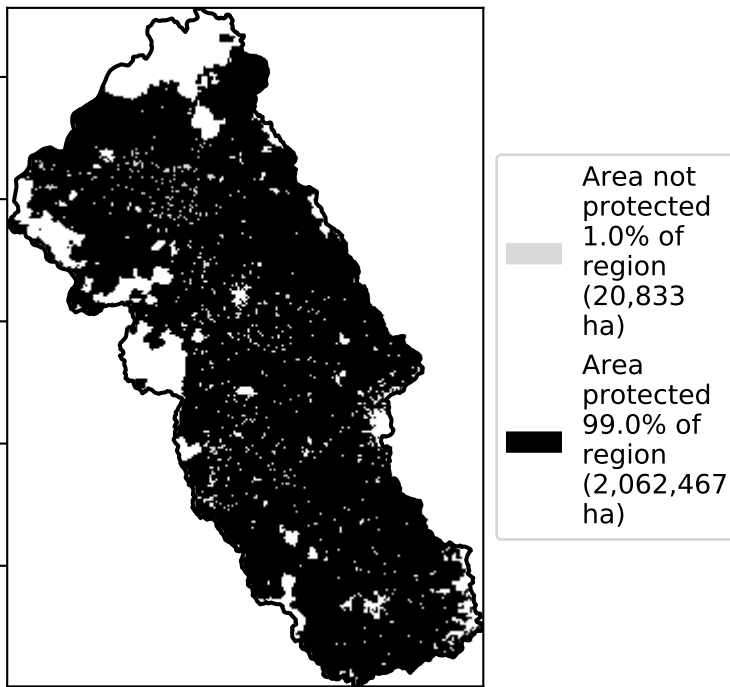 Area not
protected
1.0% of
region
(20,833
ha)
Area
protected
99.0% of
region
(2,062,467
ha)